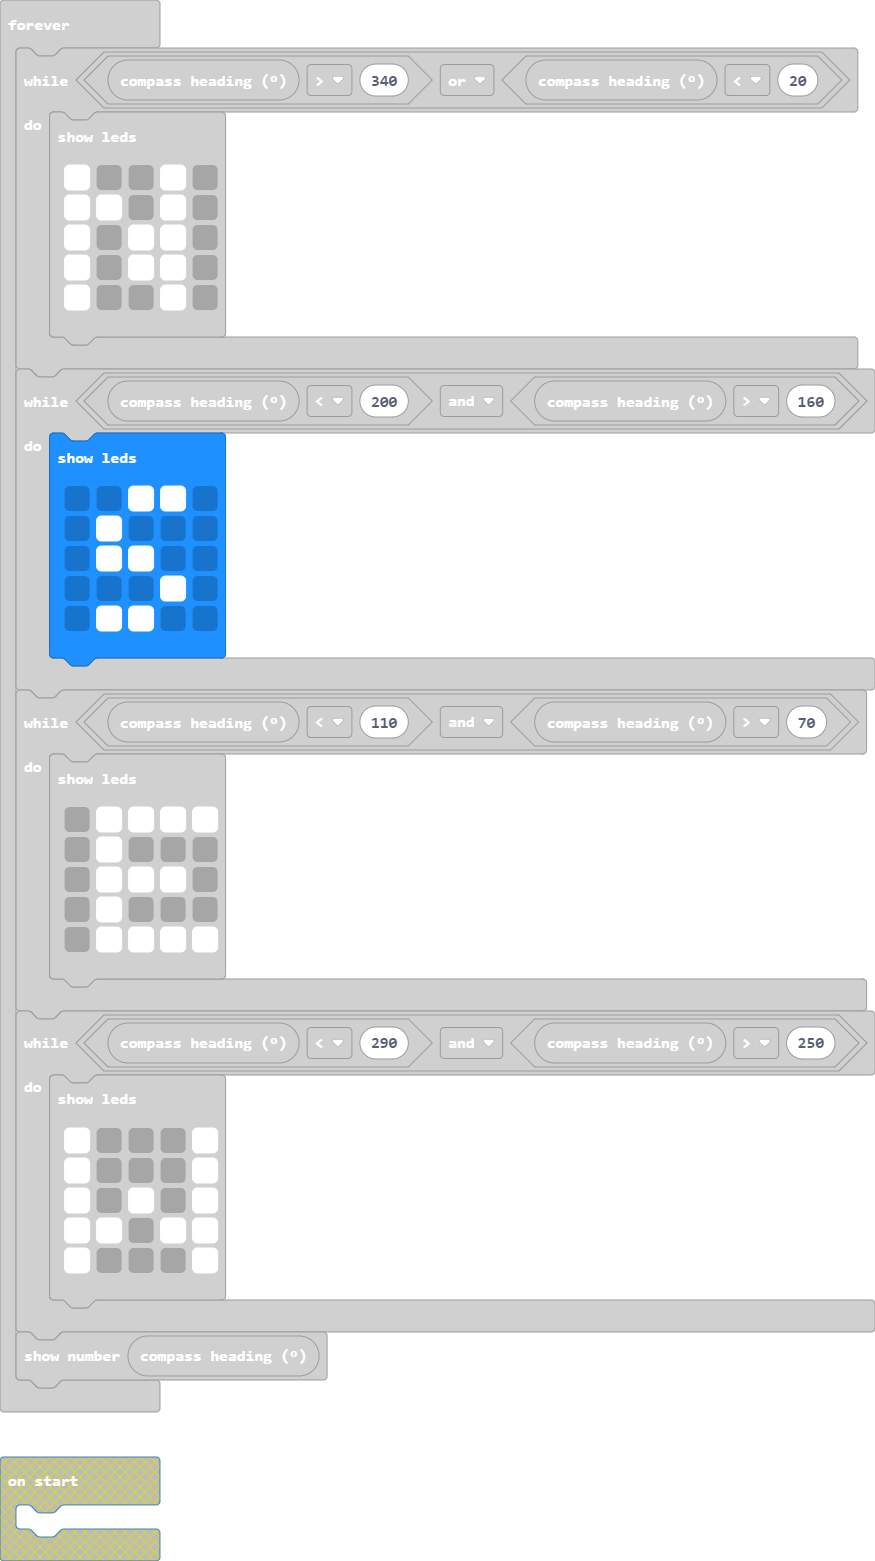 forever
while compass heading (º) > 340 or compass heading (º) < 20
do
show leds
while compass heading (º) < 200 and compass heading (º) > 160
do
show leds
while compass heading (º) < 110 and compass heading (º) > 70
do
show leds
while compass heading (º) < 290 and compass heading (º) > 250
do
show leds
show number compass heading (º)
on start